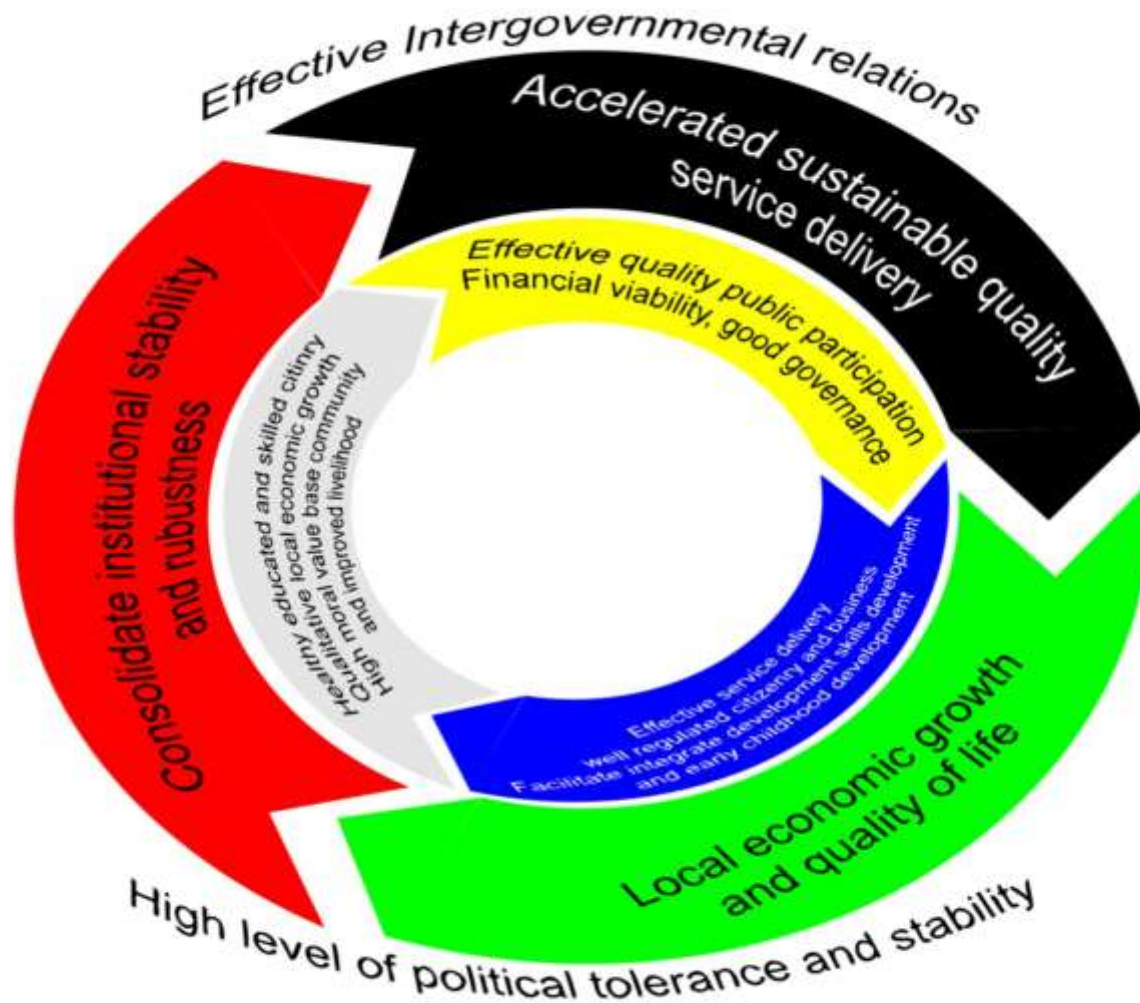 Effective Intergovernmental relations
Accelerated sustainable quality
service delivery
Effective quality public participation
Financial viability, good governance
Consolidate institutional stability
and rubustness
Healthy educated and skilled citinry
Qualitative local economic growth
High moral value base community
and improved livelihood
Effective service delivery
well regulated citizenry and business
Facilitate integrate development skills development
and early childhood development
Local economic growth
and quality of life
High level of political tolerance and stability